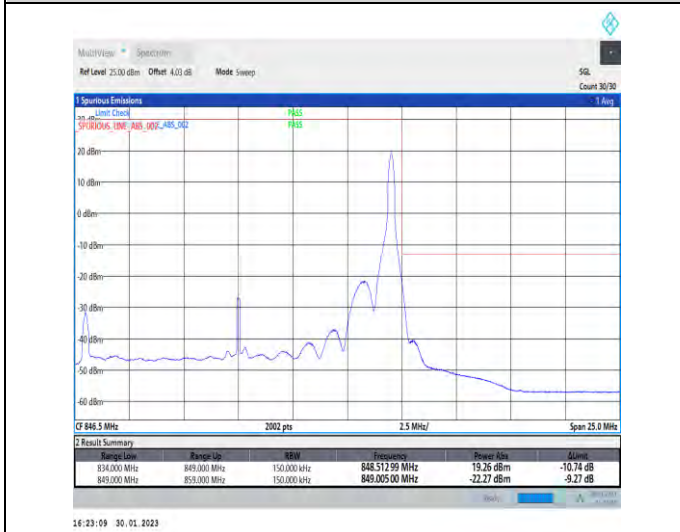 MultiView Spectrum
Ref Level 25.00 dBm Offset 4.03 dB Mode Sweep SGL
Count 30/30
1 Spurious Emissions 1 Avg
Limit Check PASS
30 dBm
SPURIOUS_LINE_ABS_002 PASS
20 dBm
10 dBm
0 dBm
-10 dBm
-20 dBm
-30 dBm
-40 dBm
-50 dBm
-60 dBm
CF 846.5 MHz 2002 pts 2.5 MHz/ Span 25.0 MHz
2 Result Summary
Range Low Range Up RBW Frequency Power Abs ΔLimit
834.000 MHz 849.000 MHz 150.000 kHz 848.51299 MHz 19.26 dBm -10.74 dB
849.000 MHz 859.000 MHz 150.000 kHz 849.00500 MHz -22.27 dBm -9.27 dB
16:23:09 30.01.2023